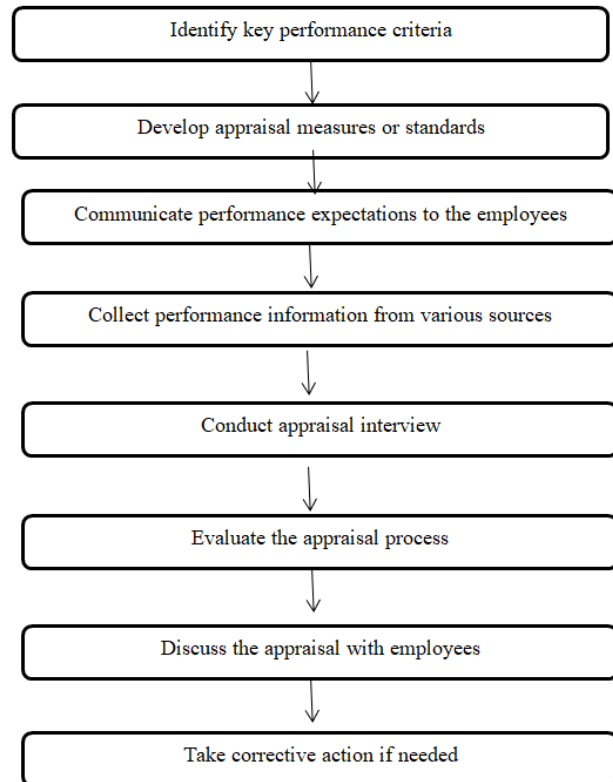 Identify key performance criteria
Develop appraisal measures or standards
Communicate performance expectations to the employees
Collect performance information from various sources
Conduct appraisal interview
Evaluate the appraisal process
Discuss the appraisal with employees
Take corrective action if needed